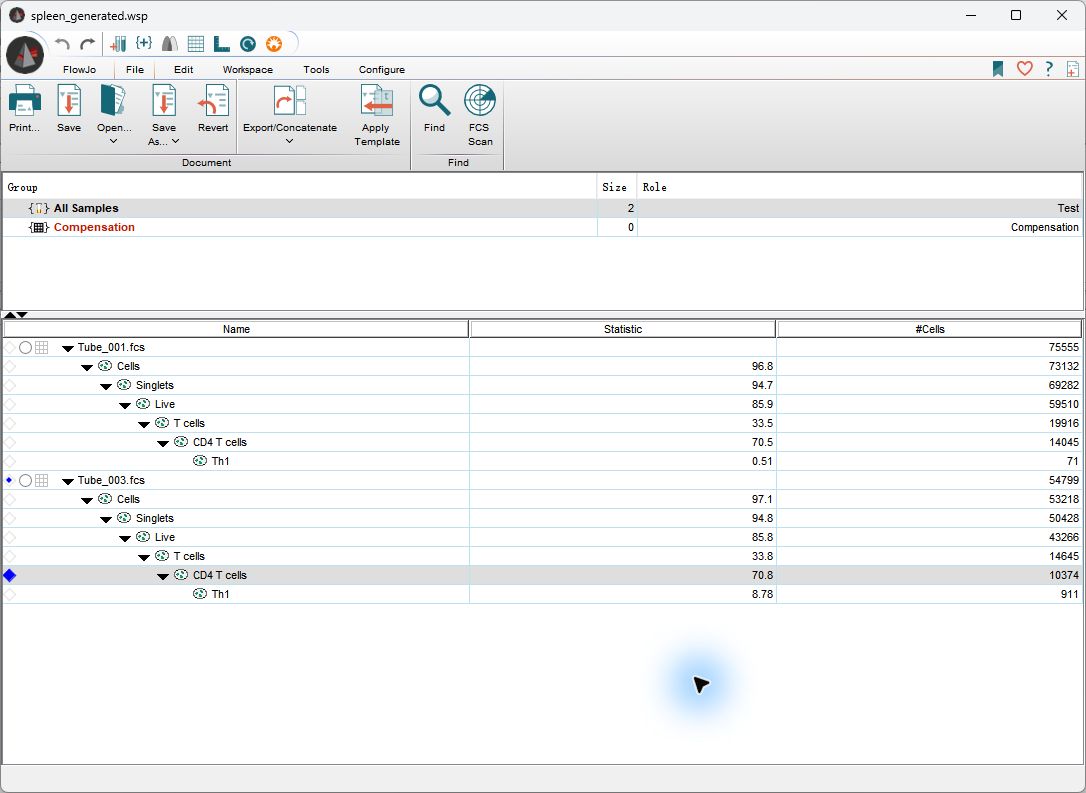 spleen_generated.wsp
FlowJo File Edit Workspace Tools Configure
Print... Save Open... Save As... Revert Export/Concatenate Apply Template Find FCS Scan
Document Find
Group Size Role
All Samples 2 Test
Compensation 0 Compensation
Name Statistic #Cells
Tube_001.fcs 75555
Cells 96.8 73132
Singlets 94.7 69282
Live 85.9 59510
T cells 33.5 19916
CD4 T cells 70.5 14045
Th1 0.51 71
Tube_003.fcs 54799
Cells 97.1 53218
Singlets 94.8 50428
Live 85.8 43266
T cells 33.8 14645
CD4 T cells 70.8 10374
Th1 8.78 911